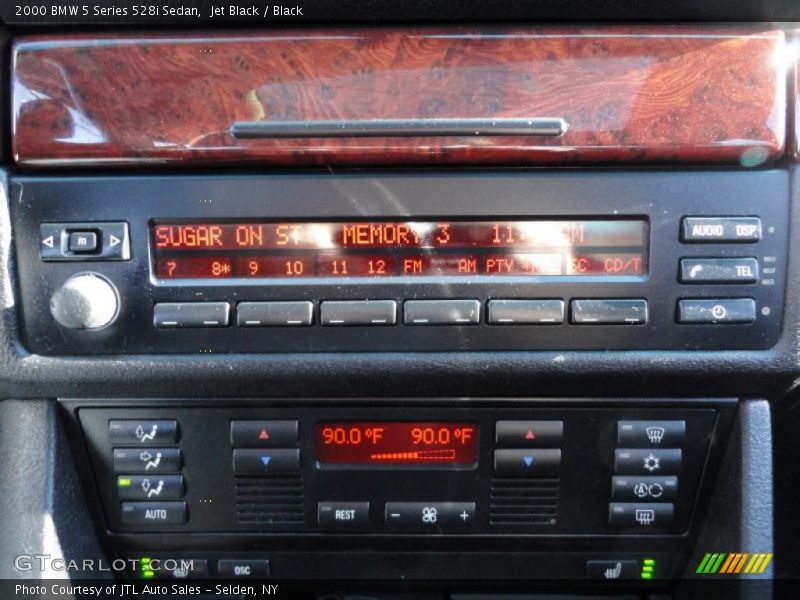 2000 BMW 5 Series 528i Sedan, Jet Black / Black
SUGAR ON MEMORY 3
m
AUDIO DSP
7 8* 9 10 11 12 FM AM PTY SC CD/T
TEL
90.0°F 90.0°F
AUTO
REST
- +
A
DSC
GTCARLOT.COM
Photo Courtesy of JTL Auto Sales - Selden, NY